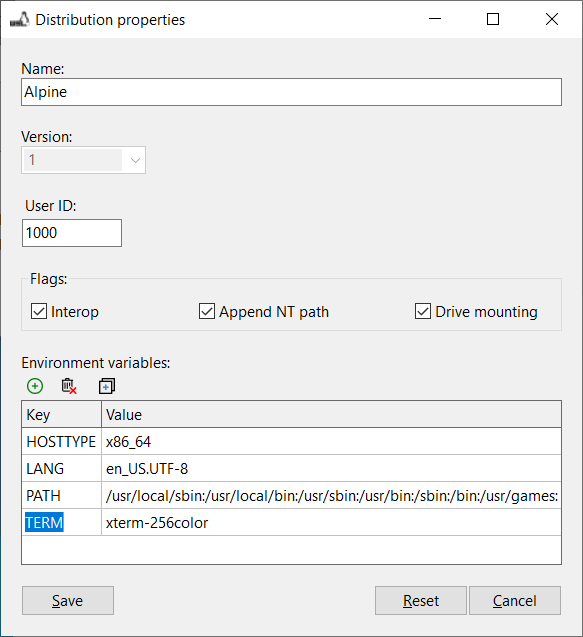 Distribution properties
Name:
Alpine
Version:
1
User ID:
1000
Flags:
Interop Append NT path Drive mounting
Environment variables:
Key Value
HOSTTYPE x86_64
LANG en_US.UTF-8
PATH /usr/local/sbin:/usr/local/bin:/usr/sbin:/usr/bin:/sbin:/bin:/usr/games:
TERM xterm-256color
Save Reset Cancel